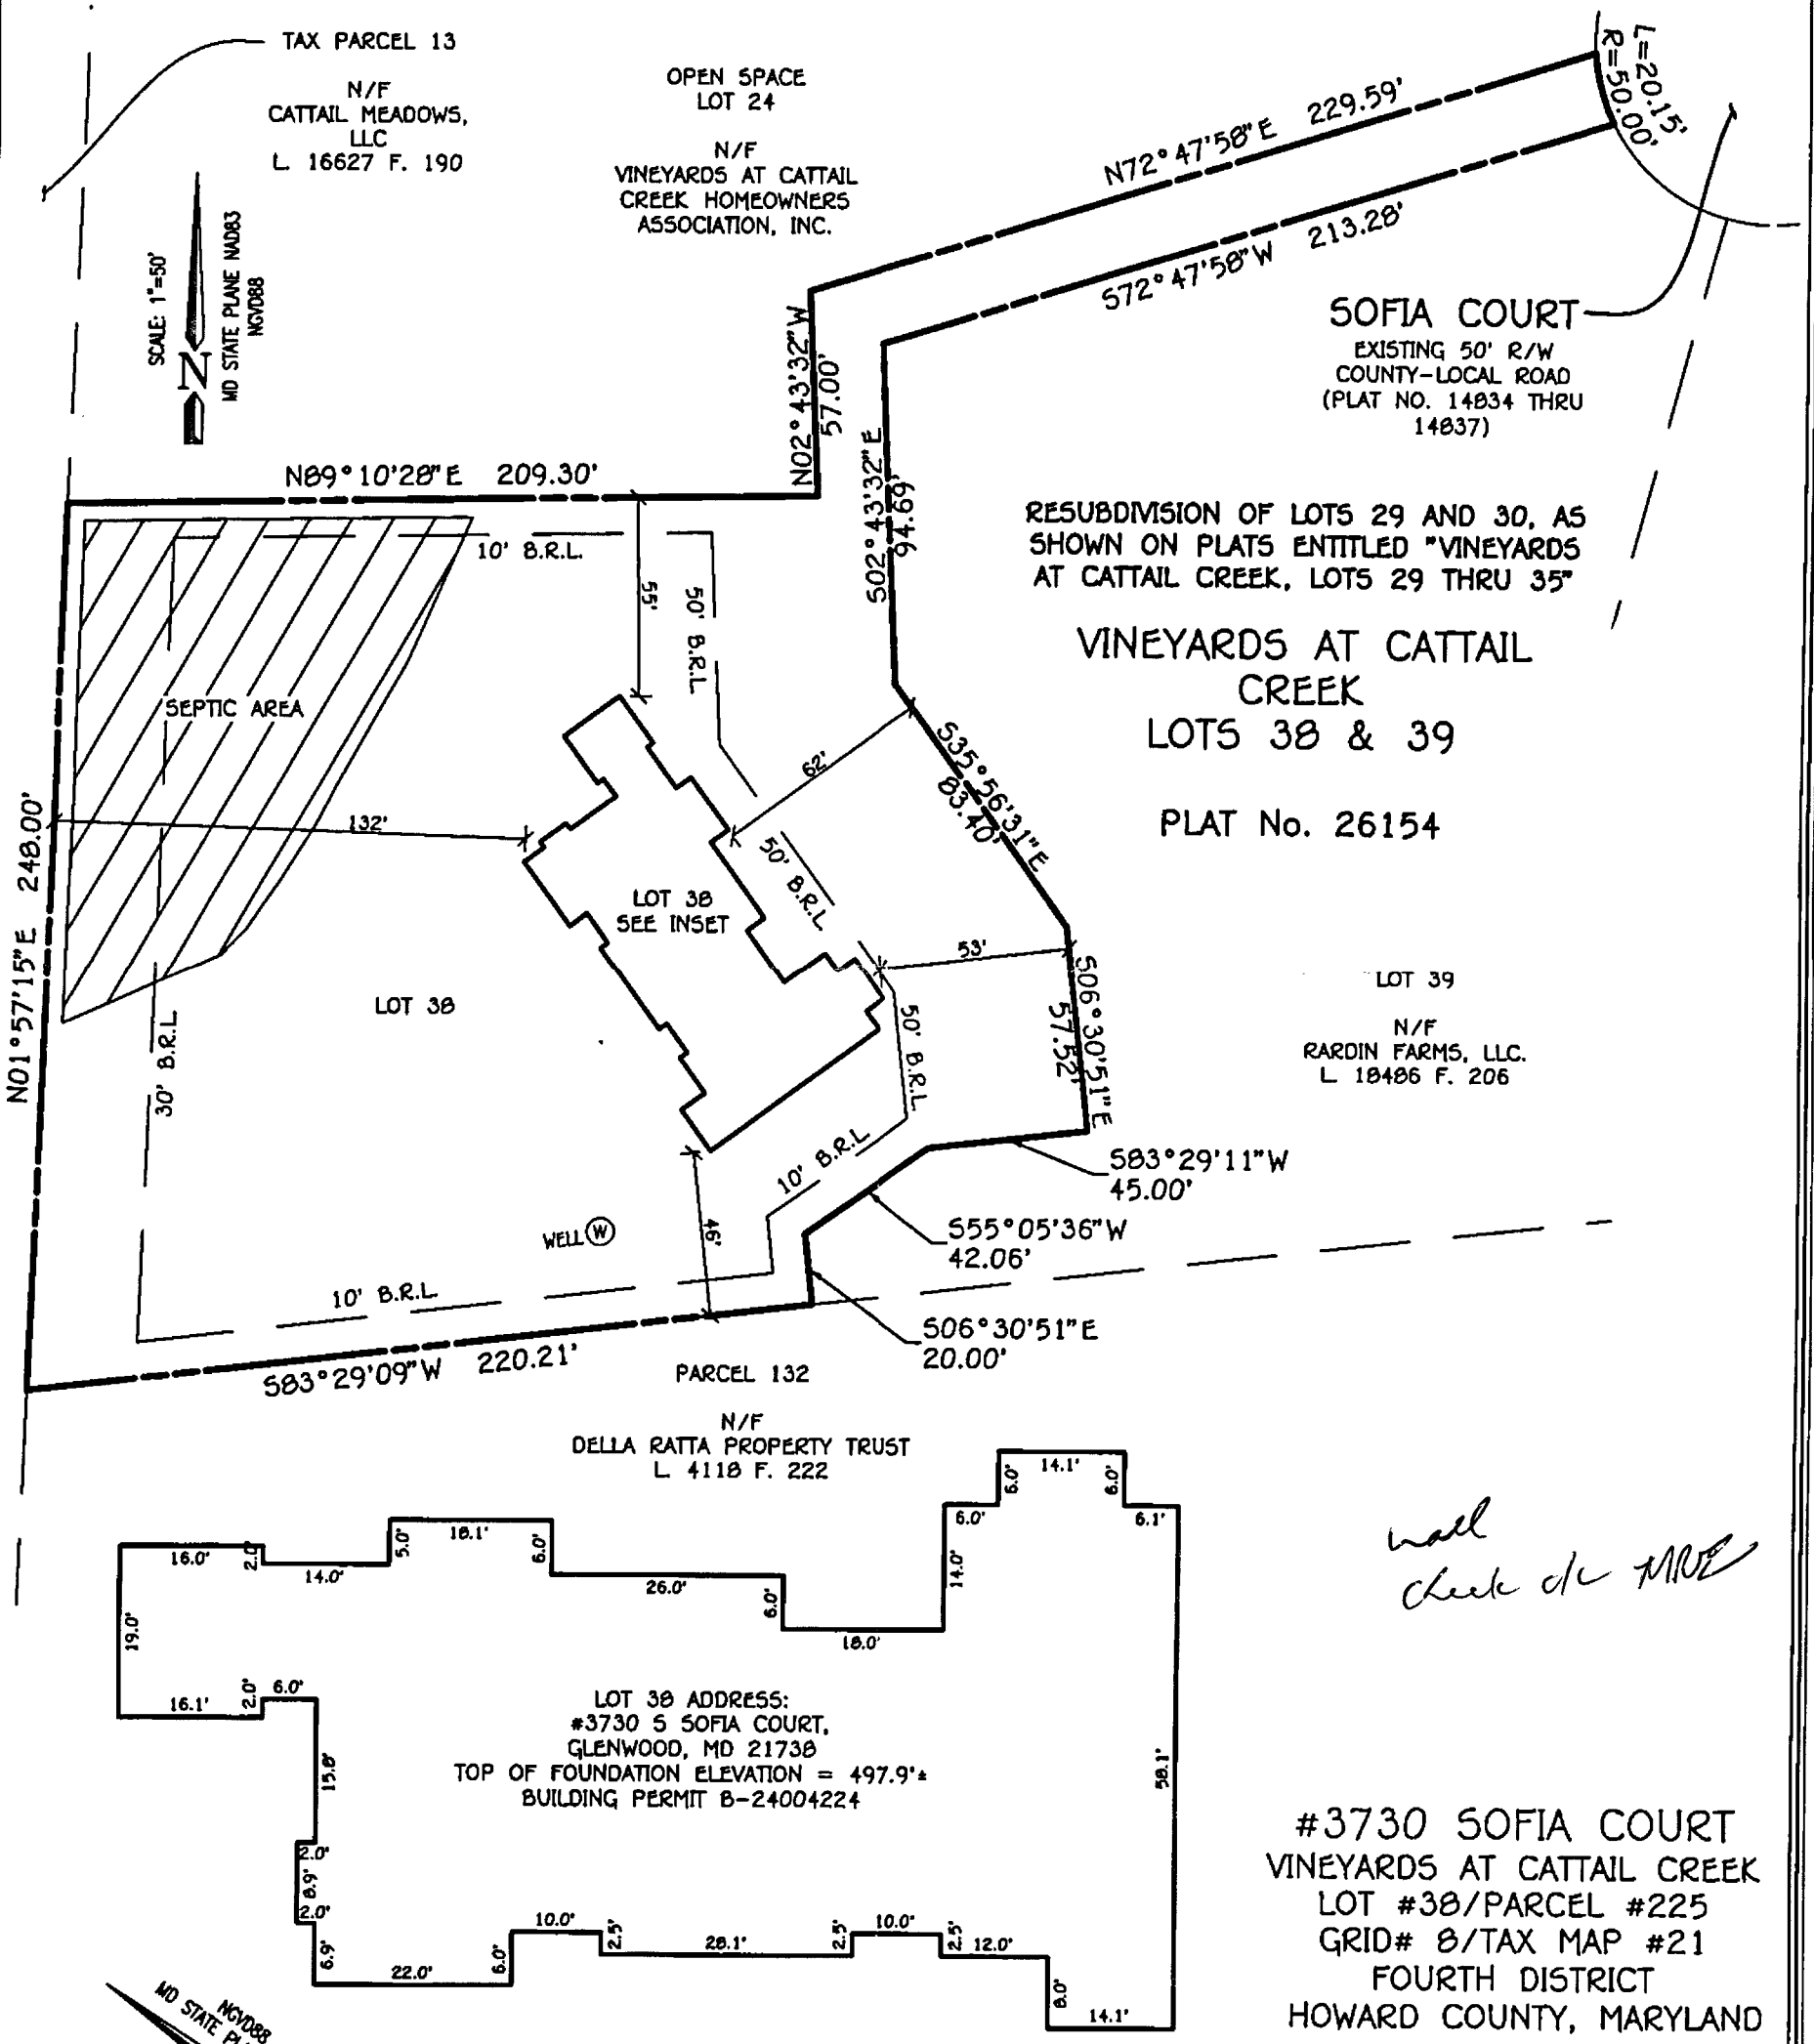 TAX PARCEL 13
N/F
CATTAIL MEADOWS,
LLC
L. 16627 F. 190
OPEN SPACE
LOT 24
N/F
VINEYARDS AT CATTAIL
CREEK HOMEOWNERS
ASSOCIATION, INC.
L=20.15'
R=50.00'
N72°47'58"E 229.59'
S72°47'58"W 213.28'
SCALE: 1"=50'
N
MD STATE PLANE NAD83
NGVD88
SOFIA COURT
EXISTING 50' R/W
COUNTY-LOCAL ROAD
(PLAT NO. 14834 THRU
14837)
N02°43'32"W
57.00'
S02°43'32"E
94.69'
N89°10'28"E 209.30'
10' B.R.L.
55'
50' B.R.L
RESUBDIVISION OF LOTS 29 AND 30, AS
SHOWN ON PLATS ENTITLED "VINEYARDS
AT CATTAIL CREEK, LOTS 29 THRU 35"
VINEYARDS AT CATTAIL
CREEK
LOTS 38 & 39
PLAT No. 26154
SEPTIC AREA
62'
S35°56'31"E
83.40'
132'
50' B.R.L
LOT 38
SEE INSET
53'
N01°57'15"E 248.00'
LOT 38
30' B.R.L
50' B.R.L
S06°30'51"E
57.52'
LOT 39
N/F
RARDIN FARMS, LLC.
L 18486 F. 206
10' B.R.L
S83°29'11"W
45.00'
S55°05'36"W
42.06'
WELL W
46'
10' B.R.L
S06°30'51"E
20.00'
S83°29'09"W 220.21'
PARCEL 132
N/F
DELLA RATTA PROPERTY TRUST
L 4118 F. 222
wall
check o/c
16.0' 2.0' 14.0' 5.0' 18.1' 6.0' 26.0' 6.0' 18.0' 14.0' 6.0' 6.0' 14.1' 6.0' 6.1'
19.0'
16.1' 2.0' 6.0'
15.8'
LOT 38 ADDRESS:
#3730 S SOFIA COURT,
GLENWOOD, MD 21738
TOP OF FOUNDATION ELEVATION = 497.9'±
BUILDING PERMIT B-24004224
58.1'
2.0'
8.9'
2.0'
6.9'
22.0' 6.0' 10.0' 2.5' 28.1' 2.5' 10.0' 2.5' 12.0' 8.0' 14.1'
NGVD88
MD STATE
#3730 SOFIA COURT
VINEYARDS AT CATTAIL CREEK
LOT #38/PARCEL #225
GRID# 8/TAX MAP #21
FOURTH DISTRICT
HOWARD COUNTY, MARYLAND